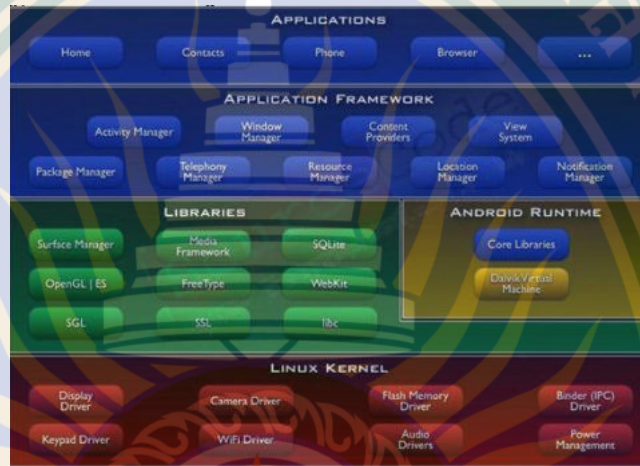 APPLICATIONS
Home
Contacts
Phone
Browser
...
APPLICATION FRAMEWORK
Activity Manager
Window
Manager
Content
Providers
View
System
Package Manager
Telephony
Manager
Resource
Manager
Location
Manager
Notification
Manager
LIBRARIES
Surface Manager
Media
Framework
SQLite
OpenGL | ES
FreeType
WebKit
SGL
SSL
libc
ANDROID RUNTIME
Core Libraries
Dalvik Virtual
Machine
LINUX KERNEL
Display
Driver
Camera Driver
Flash Memory
Driver
Binder (IPC)
Driver
Keypad Driver
WiFi Driver
Audio
Drivers
Power
Management